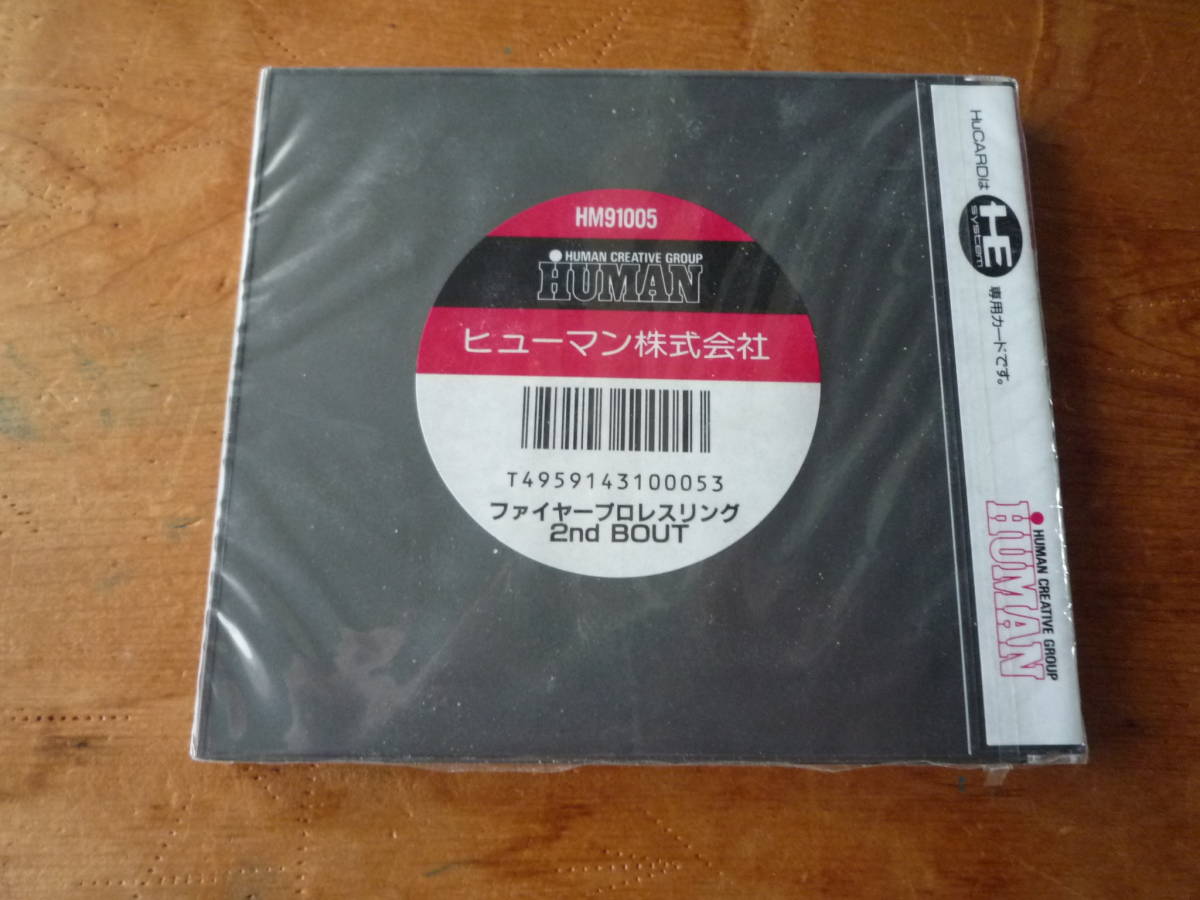 HM91005
HUMAN CREATIVE GROUP
HUMAN
ヒューマン株式会社
T4959143100053
ファイヤープロレスリング
2nd BOUT
HuCARDは HE system 専用カードです。
HUMAN CREATIVE GROUP
HUMAN